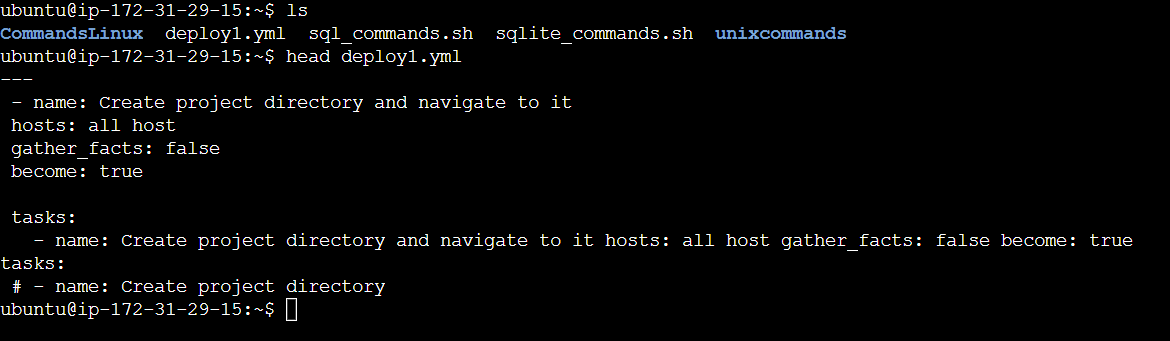 ubuntu@ip-172-31-29-15:~$ ls
CommandsLinux  deploy1.yml  sql_commands.sh  sqlite_commands.sh  unixcommands
ubuntu@ip-172-31-29-15:~$ head deploy1.yml
---
 - name: Create project directory and navigate to it
 hosts: all host
 gather_facts: false
 become: true

 tasks:
   - name: Create project directory and navigate to it hosts: all host gather_facts: false become: true
tasks:
 # - name: Create project directory
ubuntu@ip-172-31-29-15:~$